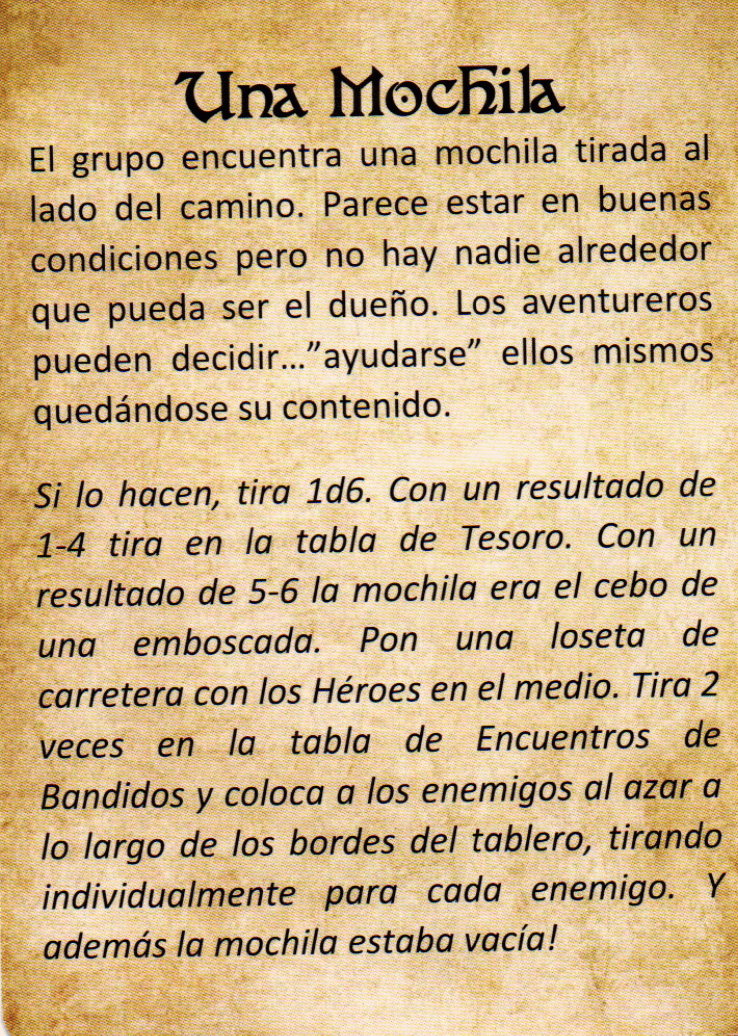 Una Mochila
El grupo encuentra una mochila tirada al
lado del camino. Parece estar en buenas
condiciones pero no hay nadie alrededor
que pueda ser el dueño. Los aventureros
pueden decidir...”ayudarse” ellos mismos
quedándose su contenido.
Si lo hacen, tira 1d6. Con un resultado de
1-4 tira en la tabla de Tesoro. Con un
resultado de 5-6 la mochila era el cebo de
una emboscada. Pon una loseta de
carretera con los Héroes en el medio. Tira 2
veces en la tabla de Encuentros de
Bandidos y coloca a los enemigos al azar a
lo largo de los bordes del tablero, tirando
individualmente para cada enemigo. Y
además la mochila estaba vacía!